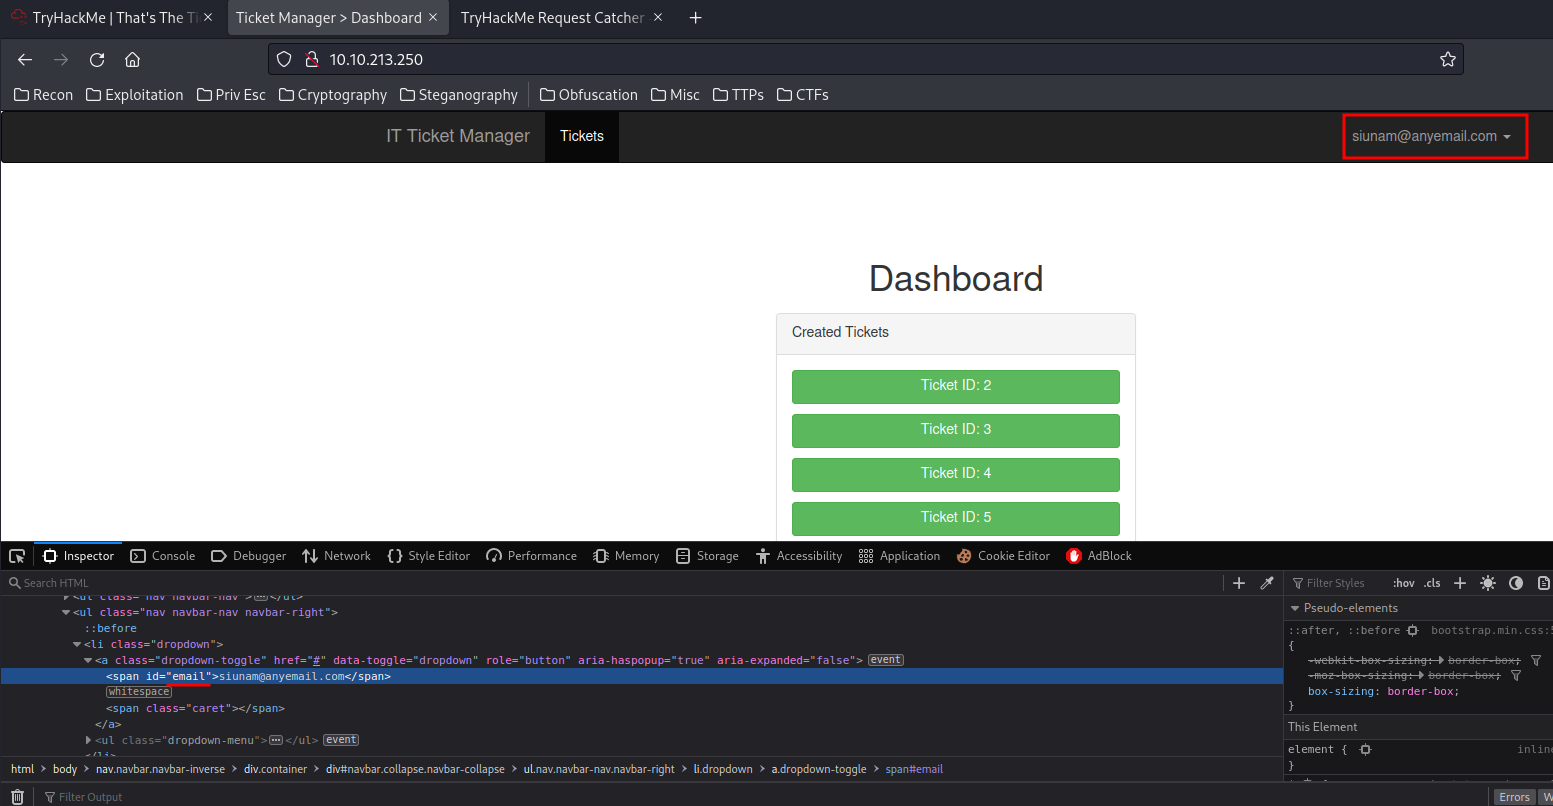 TryHackMe | That's The Ti
Ticket Manager > Dashboard
TryHackMe Request Catcher
10.10.213.250
Recon Exploitation Priv Esc Cryptography Steganography Obfuscation Misc TTPs CTFs
IT Ticket Manager Tickets siunam@anyemail.com
Dashboard
Created Tickets
Ticket ID: 2
Ticket ID: 3
Ticket ID: 4
Ticket ID: 5
Inspector Console Debugger Network Style Editor Performance Memory Storage Accessibility Application Cookie Editor AdBlock
Search HTML
<ul class="nav navbar-nav">…</ul>
<ul class="nav navbar-nav navbar-right">
::before
<li class="dropdown">
<a class="dropdown-toggle" href="#" data-toggle="dropdown" role="button" aria-haspopup="true" aria-expanded="false"> event
<span id="email">siunam@anyemail.com</span>
whitespace
<span class="caret"></span>
</a>
<ul class="dropdown-menu">…</ul> event
</li>
html > body > nav.navbar.navbar-inverse > div.container > div#navbar.collapse.navbar-collapse > ul.nav.navbar-nav.navbar-right > li.dropdown > a.dropdown-toggle > span#email
Filter Styles :hov .cls
Pseudo-elements
::after, ::before bootstrap.min.css:5
{
-webkit-box-sizing: border-box;
-moz-box-sizing: border-box;
box-sizing: border-box;
}
This Element
element { inline
}
Filter Output Errors W